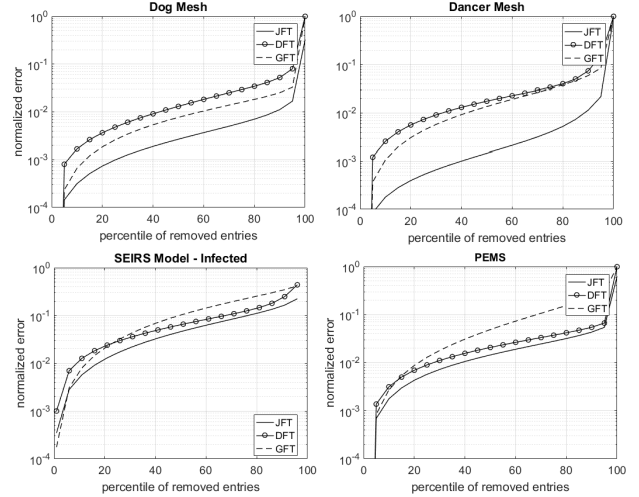 Dog Mesh
10^0
10^-1
10^-2
10^-3
10^-4
normalized error
JFT
DFT
GFT
0 20 40 60 80 100
percentile of removed entries
Dancer Mesh
10^0
10^-1
10^-2
10^-3
10^-4
normalized error
JFT
DFT
GFT
0 20 40 60 80 100
percentile of removed entries
SEIRS Model - Infected
10^0
10^-1
10^-2
10^-3
10^-4
normalized error
JFT
DFT
GFT
0 20 40 60 80 100
percentile of removed entries
PEMS
10^0
10^-1
10^-2
10^-3
10^-4
normalized error
JFT
DFT
GFT
0 20 40 60 80 100
percentile of removed entries